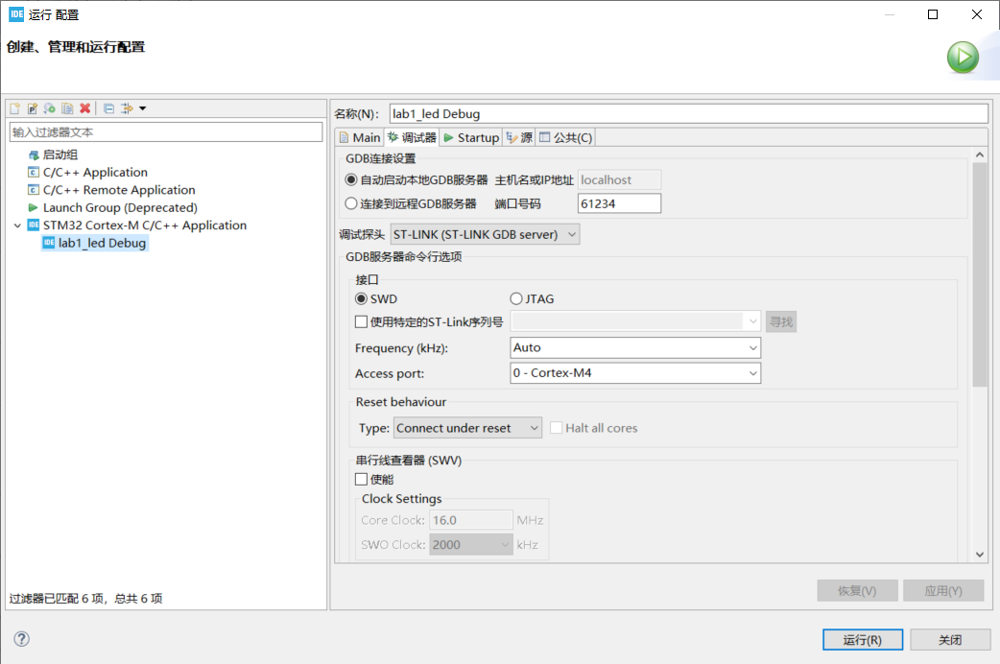 IDE 运行 配置
创建、管理和运行配置
输入过滤器文本
启动组
C/C++ Application
C/C++ Remote Application
Launch Group (Deprecated)
IDE STM32 Cortex-M C/C++ Application
IDE lab1_led Debug
过滤器已匹配 6 项，总共 6 项
名称(N)： lab1_led Debug
Main 调试器 Startup 源 公共(C)
GDB连接设置
自动启动本地GDB服务器 主机名或IP地址 localhost
连接到远程GDB服务器 端口号码 61234
调试探头 ST-LINK (ST-LINK GDB server)
GDB服务器命令行选项
接口
SWD JTAG
使用特定的ST-Link序列号 寻找
Frequency (kHz): Auto
Access port: 0 - Cortex-M4
Reset behaviour
Type: Connect under reset Halt all cores
串行线查看器 (SWV)
使能
Clock Settings
Core Clock: 16.0 MHz
SWO Clock: 2000 kHz
恢复(V) 应用(Y)
? 运行(R) 关闭